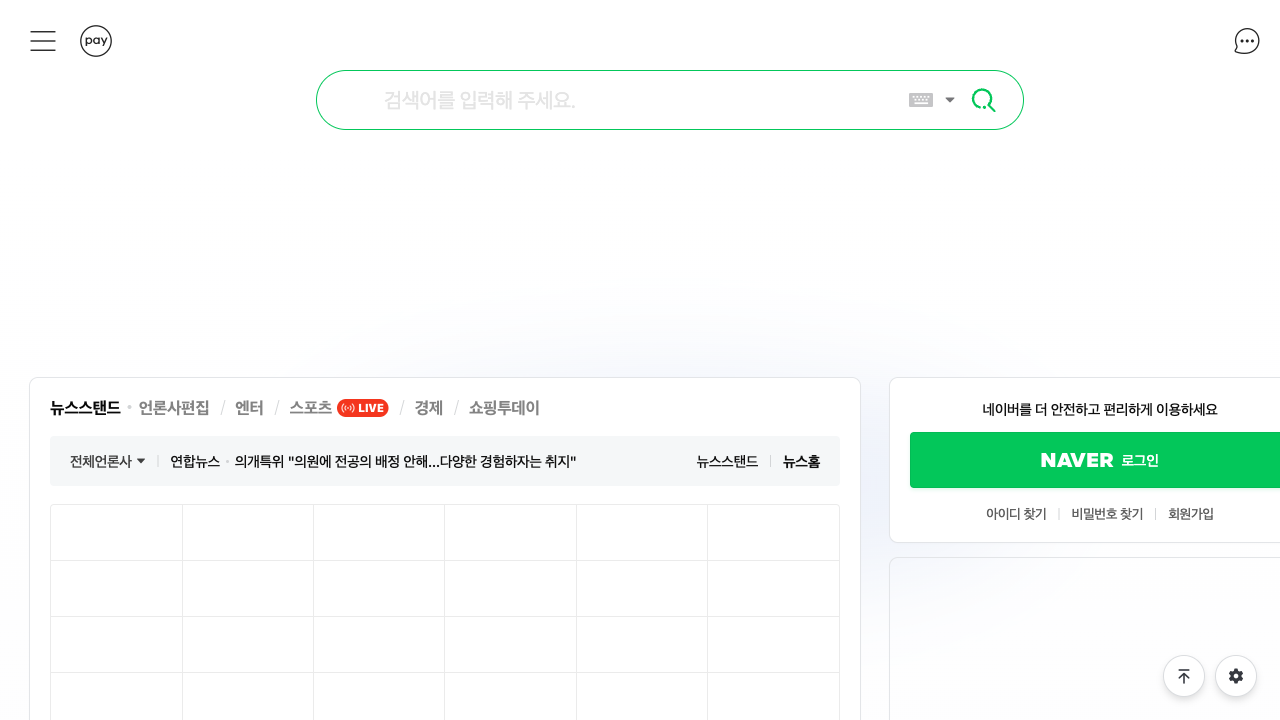 pay
검색어를 입력해 주세요.
뉴스스탠드 · 언론사편집 / 엔터 / 스포츠 LIVE / 경제 / 쇼핑투데이
전체언론사 연합뉴스 · 의개특위 "의원에 전공의 배정 안해…다양한 경험하자는 취지" 뉴스스탠드 뉴스홈
네이버를 더 안전하고 편리하게 이용하세요
NAVER 로그인
아이디 찾기 비밀번호 찾기 회원가입